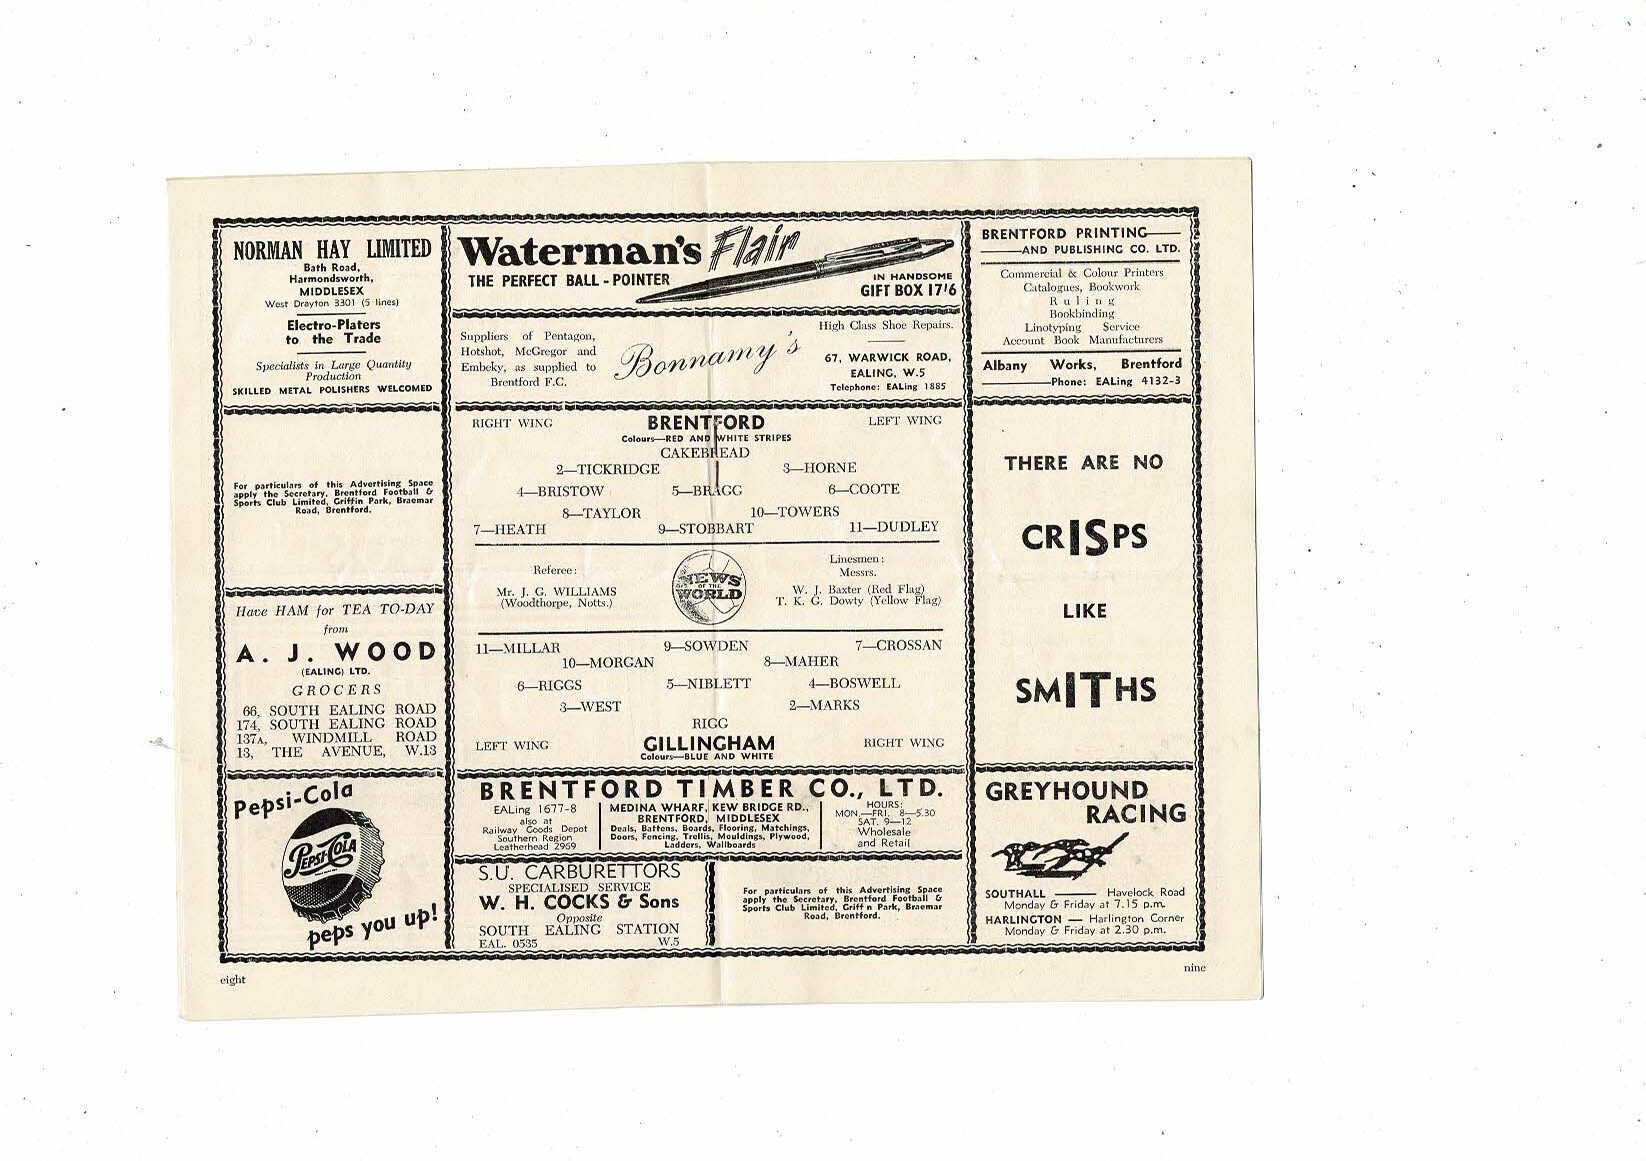 NORMAN HAY LIMITED
Bath Road,
Harmondsworth,
MIDDLESEX
West Drayton 3301 (5 lines)
Electro-Platers
to the Trade
Specialists in Large Quantity
Production
SKILLED METAL POLISHERS WELCOMED
For particulars of this Advertising Space
apply the Secretary, Brentford Football &
Sports Club Limited, Griffin Park, Braemar
Road, Brentford.
Have HAM for TEA TO-DAY
from
A. J. WOOD
(EALING) LTD.
GROCERS
66, SOUTH EALING ROAD
174, SOUTH EALING ROAD
137A, WINDMILL ROAD
13, THE AVENUE, W.13
Pepsi-Cola
PEPSI-COLA
peps you up!
Waterman's Flair
THE PERFECT BALL-POINTER
IN HANDSOME
GIFT BOX 17'6
Suppliers of Pentagon,
Hotshot, McGregor and
Embeky, as supplied to
Brentford F.C.
Bonnamy's
High Class Shoe Repairs.
67, WARWICK ROAD,
EALING, W.5
Telephone: EALing 1885
RIGHT WING BRENTFORD LEFT WING
Colours—RED AND WHITE STRIPES
CAKEBREAD
2—TICKRIDGE 3—HORNE
4—BRISTOW 5—BRAGG 6—COOTE
8—TAYLOR 10—TOWERS
7—HEATH 9—STOBBART 11—DUDLEY
Referee:
Mr. J. G. WILLIAMS
(Woodthorpe, Notts.)
NEWS
OF THE
WORLD
Linesmen:
Messrs.
W. J. Baxter (Red Flag)
T. K. G. Dowty (Yellow Flag)
11—MILLAR 9—SOWDEN 7—CROSSAN
10—MORGAN 8—MAHER
6—RIGGS 5—NIBLETT 4—BOSWELL
3—WEST 2—MARKS
RIGG
LEFT WING GILLINGHAM RIGHT WING
Colours—BLUE AND WHITE
BRENTFORD TIMBER CO., LTD.
EALing 1677-8
also at
Railway Goods Depot
Southern Region
Leatherhead 2969
MEDINA WHARF, KEW BRIDGE RD.,
BRENTFORD, MIDDLESEX
Deals, Battens, Boards, Flooring, Matchings,
Doors, Fencing, Trellis, Mouldings, Plywood,
Ladders, Wallboards
HOURS:
MON.—FRI. 8—5.30
SAT. 9—12
Wholesale
and Retail
S.U. CARBURETTORS
SPECIALISED SERVICE
W. H. COCKS & Sons
Opposite
SOUTH EALING STATION
EAL. 0535 W.5
For particulars of this Advertising Space
apply the Secretary, Brentford Football &
Sports Club Limited, Griff n Park, Braemar
Road, Brentford.
BRENTFORD PRINTING
AND PUBLISHING CO. LTD.
Commercial & Colour Printers
Catalogues, Bookwork
Ruling
Bookbinding
Linotyping Service
Account Book Manufacturers
Albany Works, Brentford
Phone: EALing 4132-3
THERE ARE NO
CRISPS
LIKE
SMITHS
GREYHOUND
RACING
SOUTHALL — Havelock Road
Monday & Friday at 7.15 p.m.
HARLINGTON — Harlington Corner
Monday & Friday at 2.30 p.m.
eight
nine